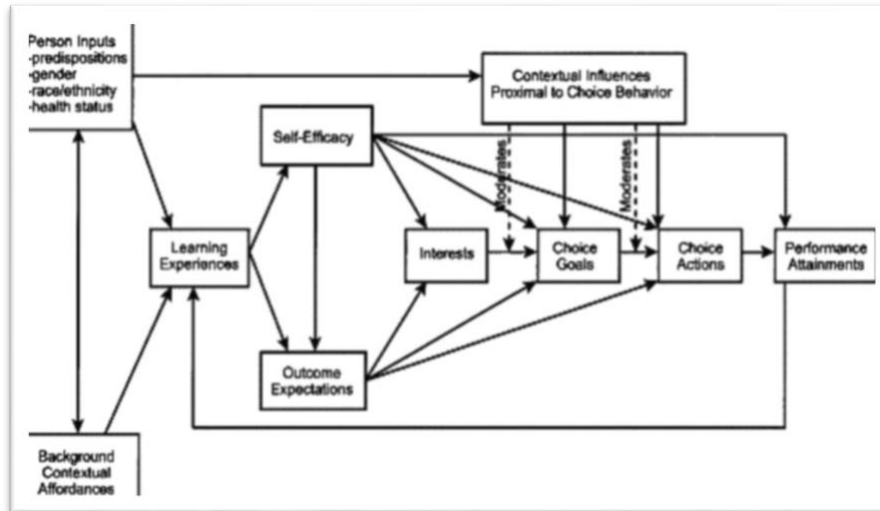 Person Inputs
-predispositions
-gender
-race/ethnicity
-health status
Contextual Influences
Proximal to Choice Behavior
Self-Efficacy
Moderates
Moderates
Learning
Experiences
Interests
Choice
Goals
Choice
Actions
Performance
Attainments
Outcome
Expectations
Background
Contextual
Affordances